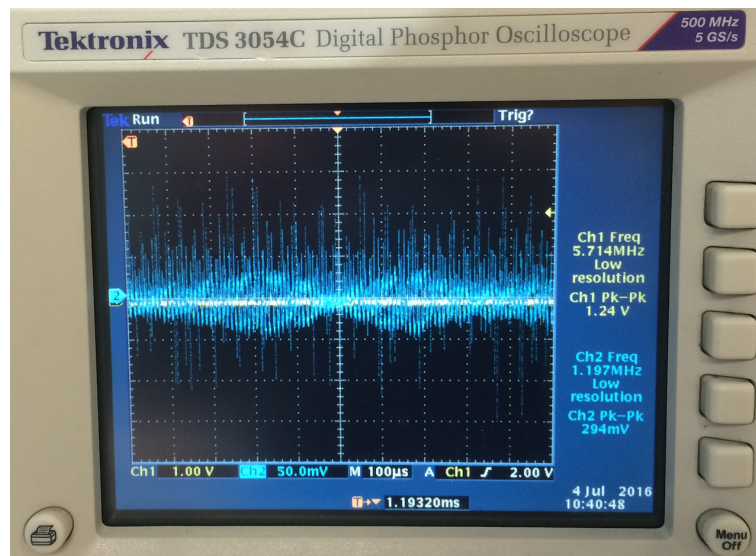 Tektronix TDS 3054C Digital Phosphor Oscilloscope
500 MHz
5 GS/s
Tek Run
Trig?
T
T
2
Ch1 Freq
5.714MHz
Low
resolution
Ch1 Pk-Pk
1.24 V
Ch2 Freq
1.197MHz
Low
resolution
Ch2 Pk-Pk
294mV
Ch1 1.00 V Ch2 50.0mV M 100µs A Ch1 2.00 V
T 1.19320ms
4 Jul 2016
10:40:48
Menu
Off